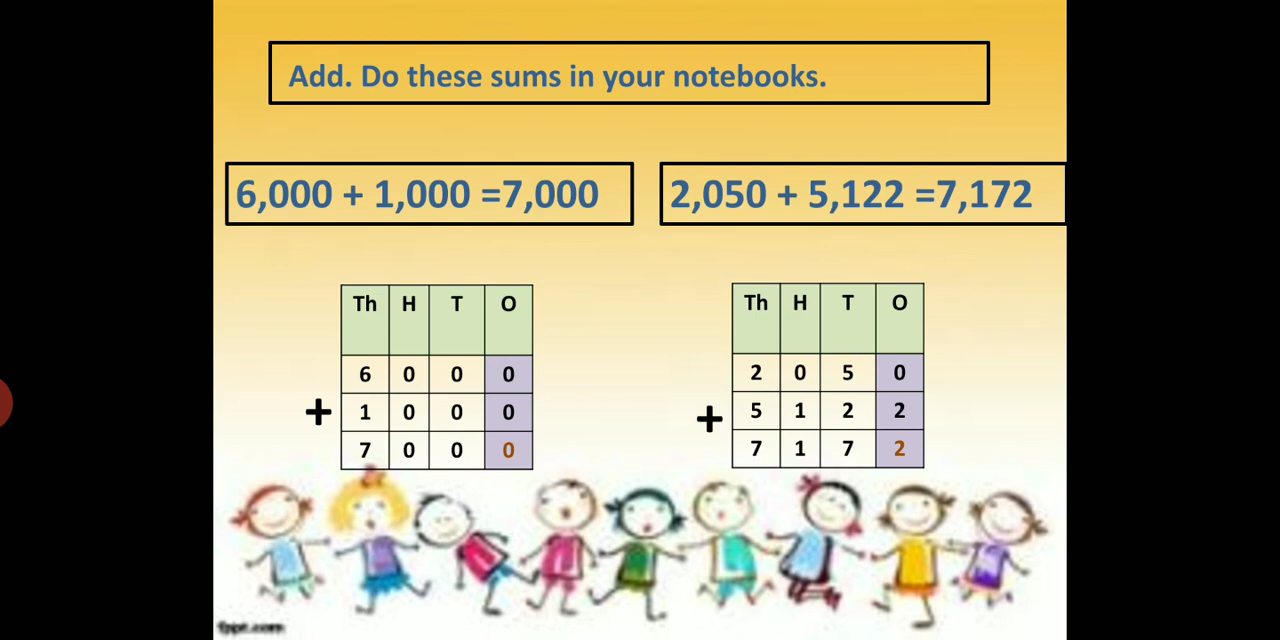 Add. Do these sums in your notebooks.
6,000 + 1,000 =7,000
2,050 + 5,122 =7,172
Th H T O
6 0 0 0
+ 1 0 0 0
7 0 0 0
Th H T O
2 0 5 0
+ 5 1 2 2
7 1 7 2
fppt.com